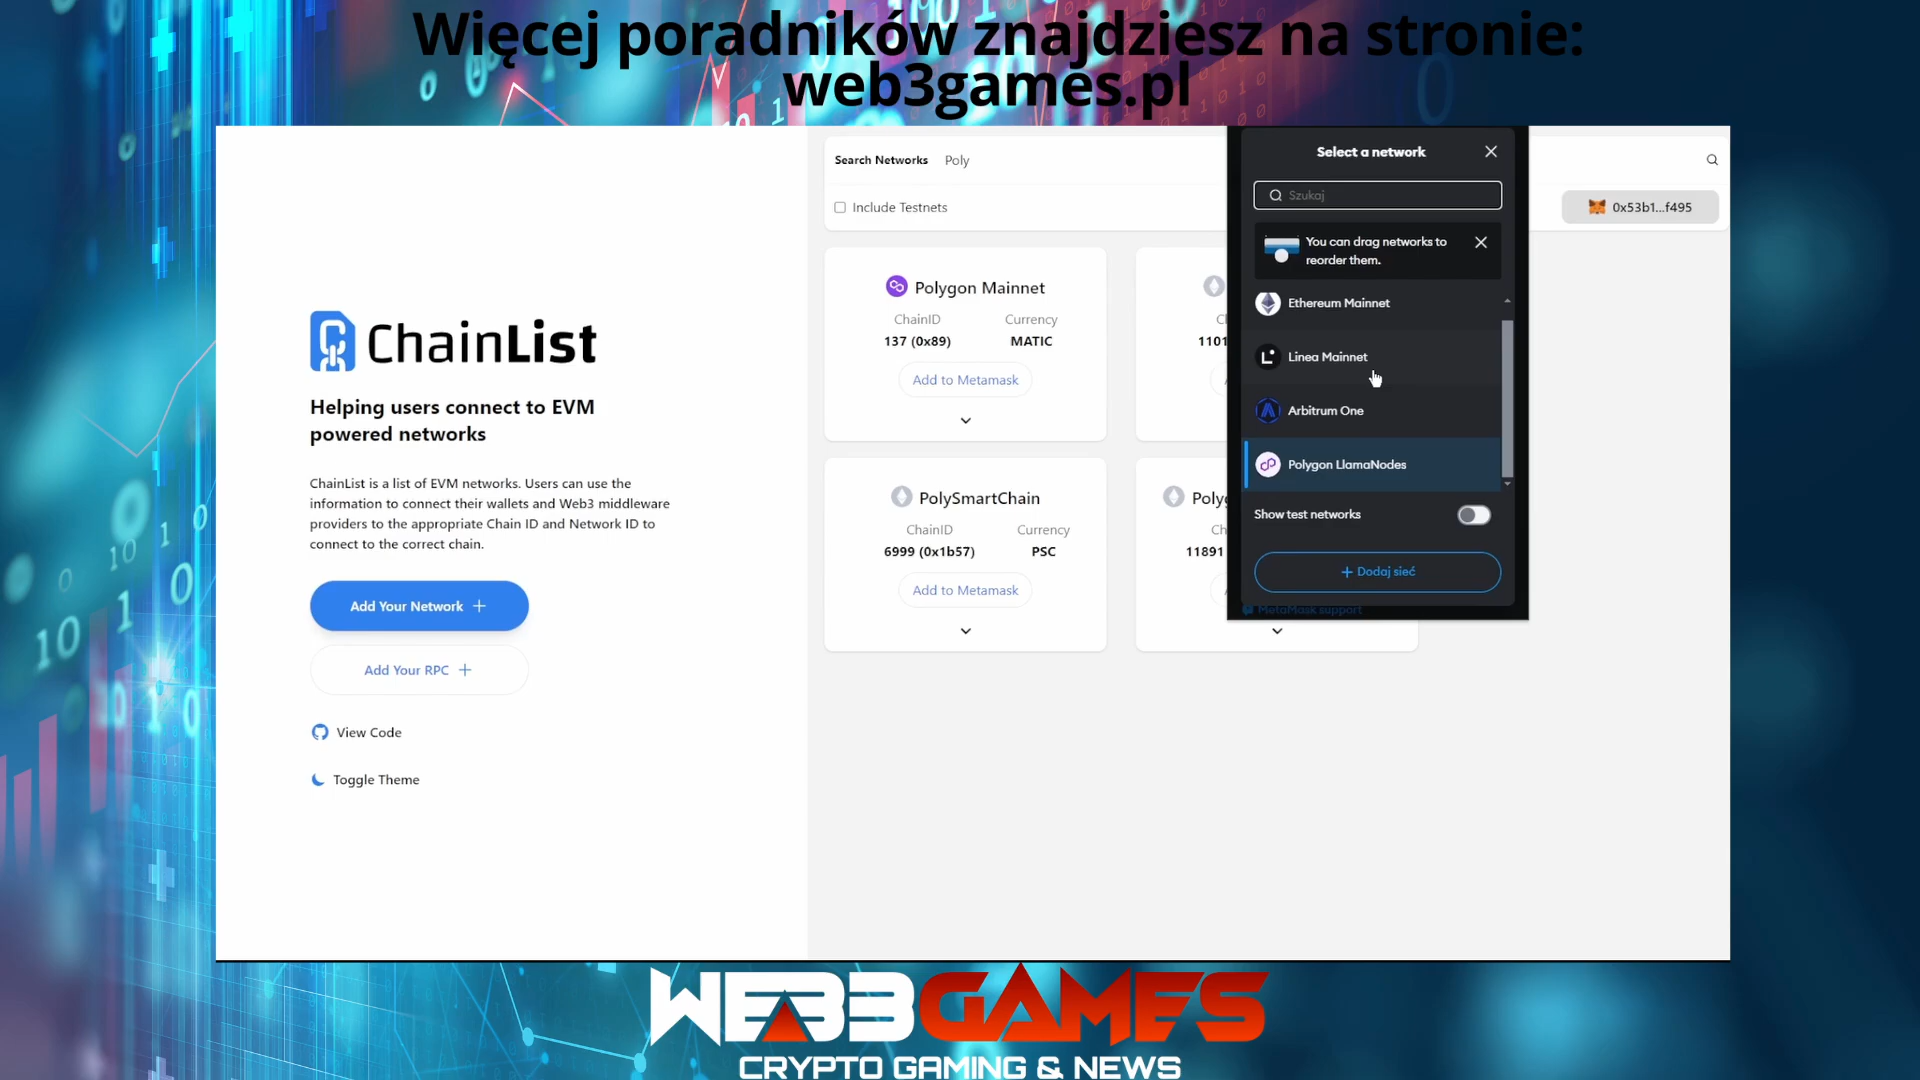 Więcej poradników znajdziesz na stronie:
web3games.pl
ChainList
Helping users connect to EVM
powered networks
ChainList is a list of EVM networks. Users can use the
information to connect their wallets and Web3 middleware
providers to the appropriate Chain ID and Network ID to
connect to the correct chain.
Add Your Network
Add Your RPC
View Code
Toggle Theme
Search Networks Poly
Include Testnets
0x53b1...f495
Polygon Mainnet
ChainID Currency
137 (0x89) MATIC
Add to Metamask
1101
PolySmartChain
ChainID Currency
6999 (0x1b57) PSC
Add to Metamask
11891
Select a network
Szukaj
You can drag networks to
reorder them.
Ethereum Mainnet
Linea Mainnet
Arbitrum One
Polygon LlamaNodes
Show test networks
+ Dodaj sieć
MetaMask support
WEB3GAMES
CRYPTO GAMING & NEWS